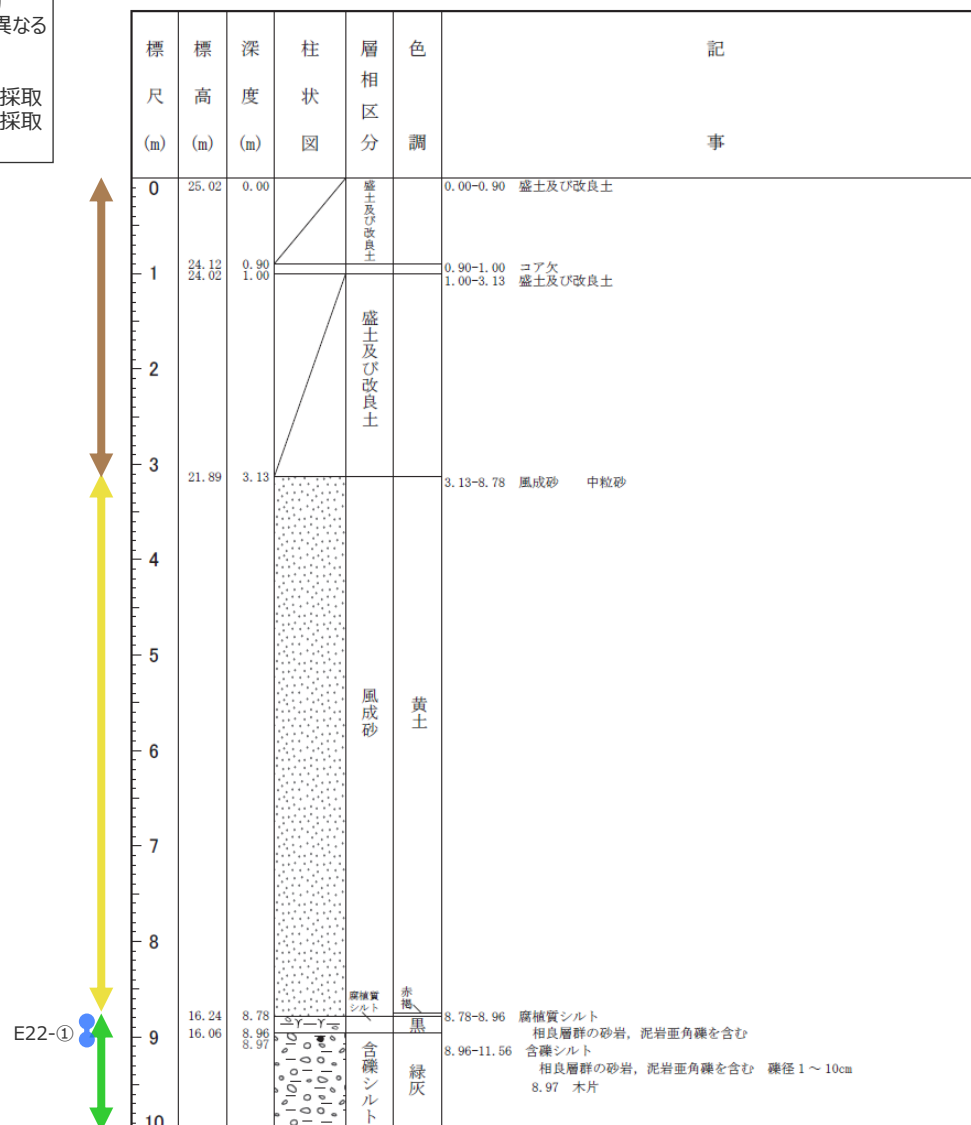 異なる
採取
採取
標尺(m)
標高(m)
深度(m)
柱状図
層相区分
色調
記事
0
25.02 0.00
盛土及び改良土
0.00-0.90 盛土及び改良土
24.12 0.90
0.90-1.00 コア欠
1
24.02 1.00
1.00-3.13 盛土及び改良土
盛土及び改良土
2
3
21.89 3.13
3.13-8.78 風成砂 中粒砂
4
5
風成砂
黄土
6
7
8
腐植質
シルト
赤褐
16.24 8.78
8.78-8.96 腐植質シルト
黒
相良層群の砂岩，泥岩亜角礫を含む
E22-①
9
16.06 8.96
8.97
8.96-11.56 含礫シルト
含礫シルト
緑灰
相良層群の砂岩，泥岩亜角礫を含む 礫径1～10cm
8.97 木片
10